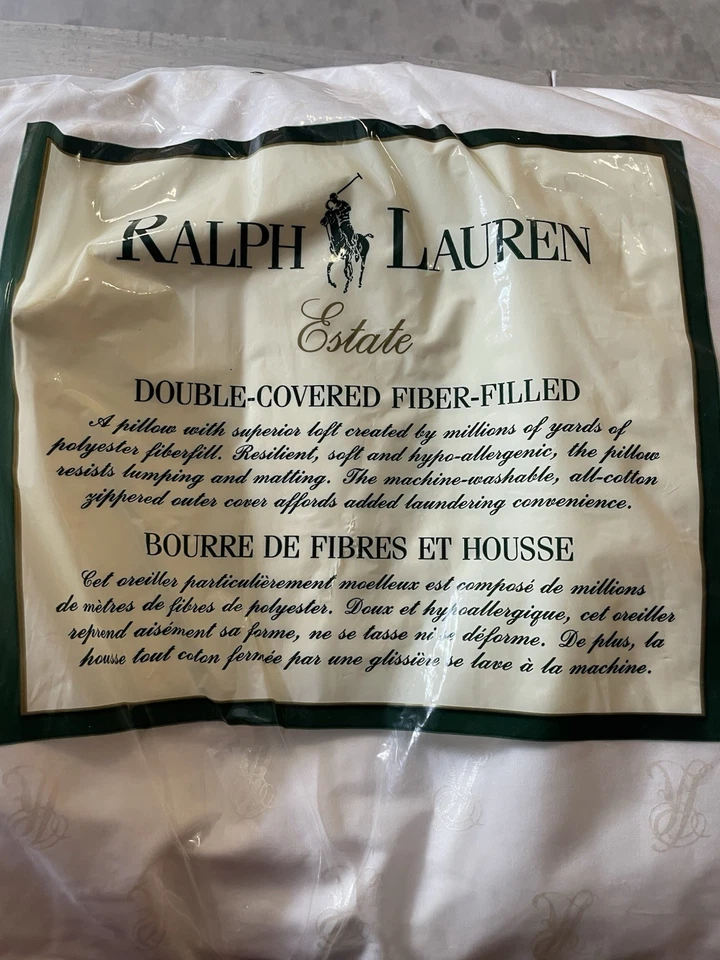 RALPH LAUREN
Estate
DOUBLE-COVERED FIBER-FILLED
A pillow with superior loft created by millions of yards of
polyester fiberfill. Resilient, soft and hypo-allergenic, the pillow
resists lumping and matting. The machine-washable, all-cotton
zippered outer cover affords added laundering convenience.
BOURRE DE FIBRES ET HOUSSE
Cet oreiller particulièrement moelleux est composé de millions
de mètres de fibres de polyester. Doux et hypoallergique, cet oreiller
reprend aisément sa forme, ne se tasse ni se déforme. De plus, la
housse tout coton fermée par une glissière se lave à la machine.